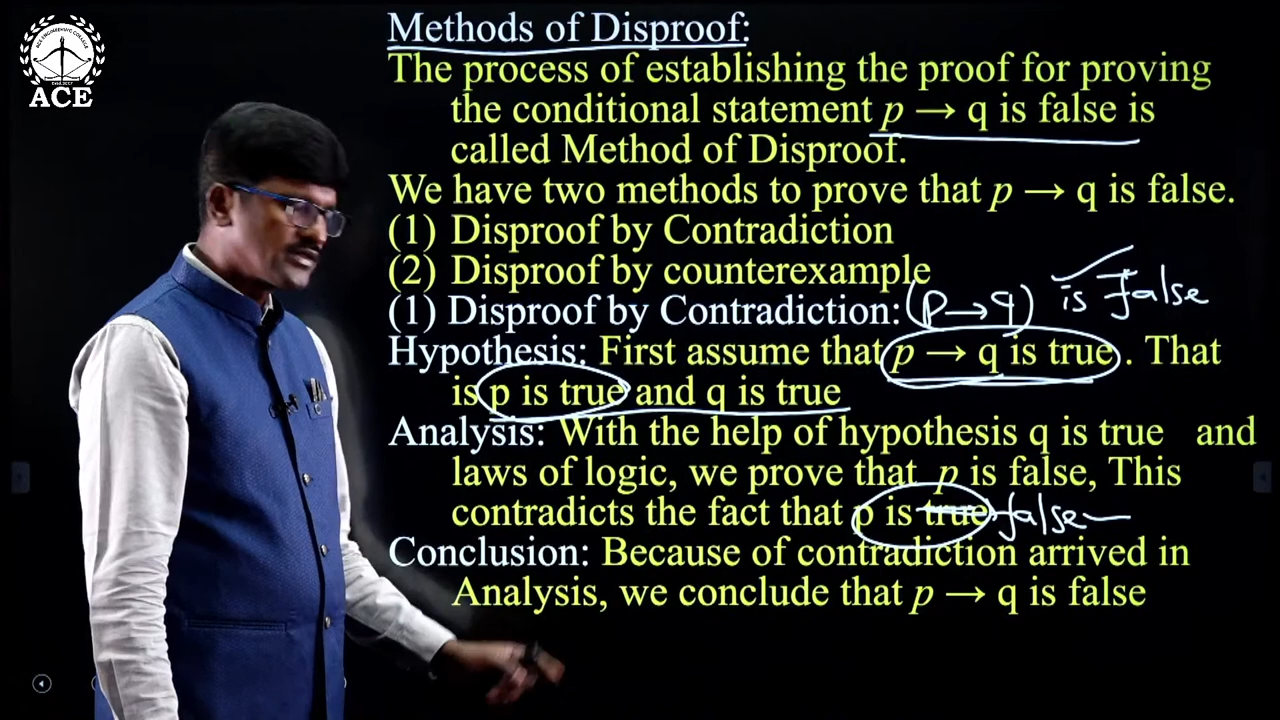 ACE ENGINEERING COLLEGE
ACE
Methods of Disproof:
The process of establishing the proof for proving
the conditional statement p → q is false is
called Method of Disproof.
We have two methods to prove that p → q is false.
(1) Disproof by Contradiction
(2) Disproof by counterexample
(1) Disproof by Contradiction: (p→q) is false
Hypothesis: First assume that p → q is true . That
is p is true and q is true
Analysis: With the help of hypothesis q is true and
laws of logic, we prove that p is false, This
contradicts the fact that p is true. false
Conclusion: Because of contradiction arrived in
Analysis, we conclude that p → q is false